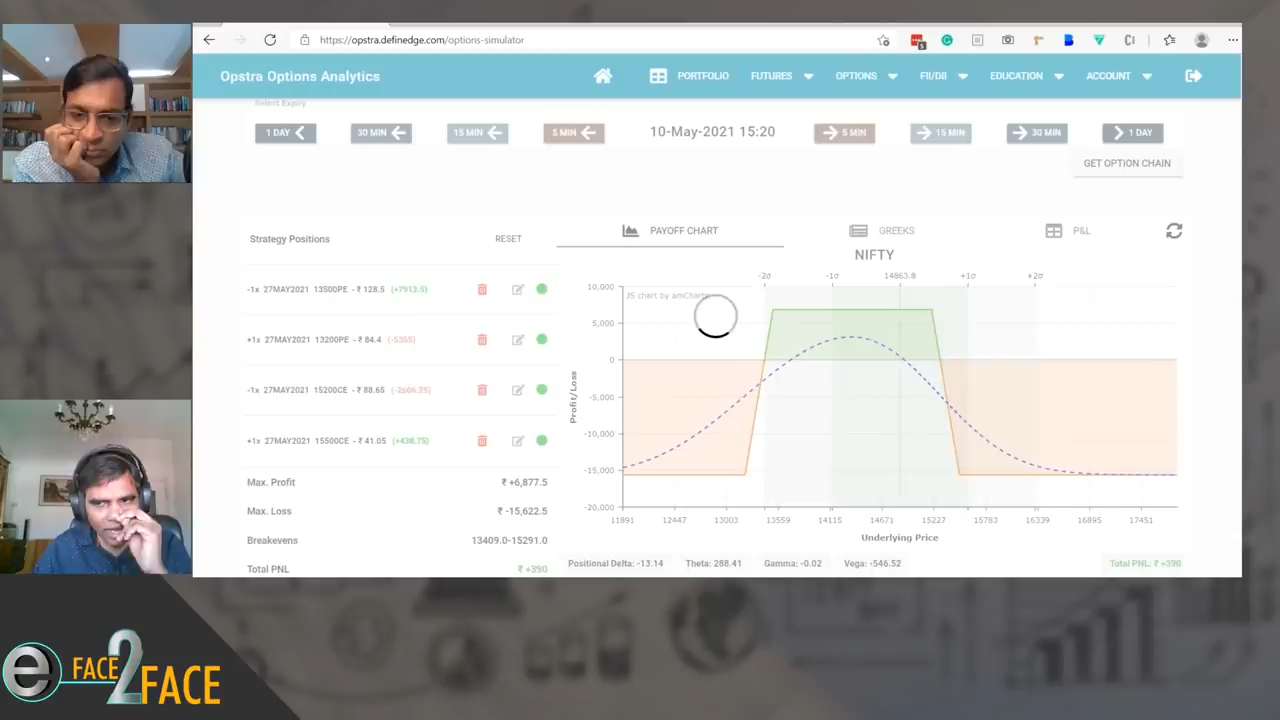 https://opstra.definedge.com/options-simulator
Opstra Options Analytics
PORTFOLIO
FUTURES
OPTIONS
FII/DII
EDUCATION
ACCOUNT
Select Expiry
1 DAY
30 MIN
15 MIN
5 MIN
10-May-2021 15:20
5 MIN
15 MIN
30 MIN
1 DAY
GET OPTION CHAIN
Strategy Positions
RESET
PAYOFF CHART
GREEKS
P&L
NIFTY
-2σ
-1σ
14863.8
+1σ
+2σ
JS chart by amCharts
-1x 27MAY2021 13500PE - ₹ 128.5 (+7913.5)
+1x 27MAY2021 13200PE - ₹ 84.4 (-5355)
-1x 27MAY2021 15200CE - ₹ 88.65 (-2606.25)
+1x 27MAY2021 15500CE - ₹ 41.05 (+438.75)
10,000
5,000
0
-5,000
-10,000
-15,000
-20,000
Profit/Loss
11891
12447
13003
13559
14115
14671
15227
15783
16339
16895
17451
Underlying Price
Max. Profit
₹ +6,877.5
Max. Loss
₹ -15,622.5
Breakevens
13409.0-15291.0
Total PNL
₹ +390
Positional Delta: -13.14
Theta: 288.41
Gamma: -0.02
Vega: -546.52
Total PNL: ₹ +390
e
FACE
2
FACE